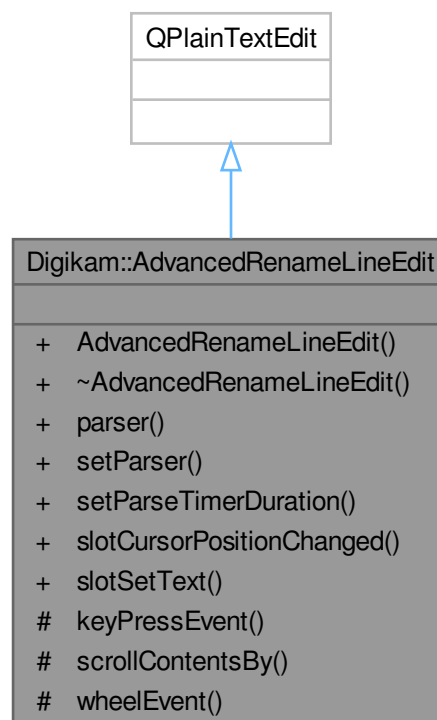 QPlainTextEdit
Digikam::AdvancedRenameLineEdit
+ AdvancedRenameLineEdit()
+ ~AdvancedRenameLineEdit()
+ parser()
+ setParser()
+ setParseTimerDuration()
+ slotCursorPositionChanged()
+ slotSetText()
# keyPressEvent()
# scrollContentsBy()
# wheelEvent()